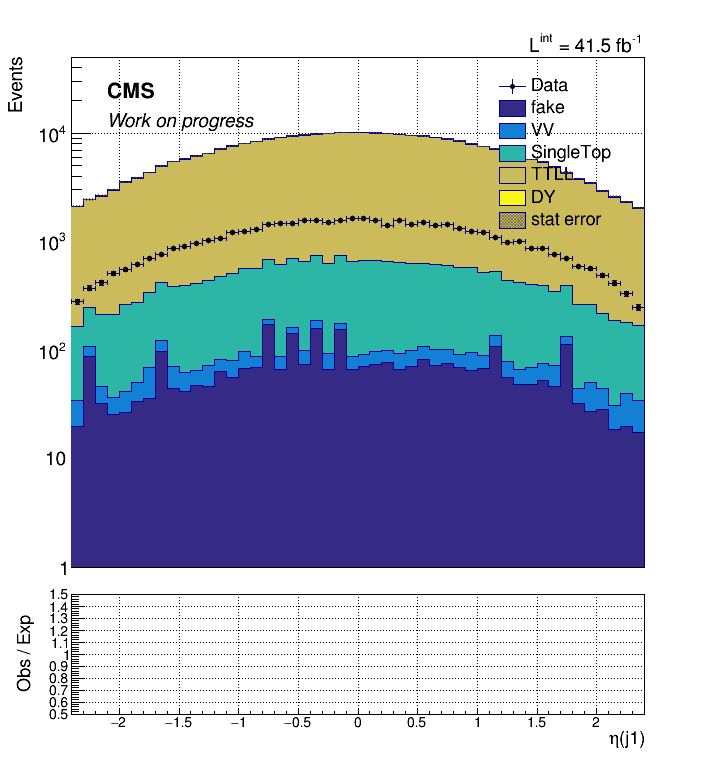 L^int = 41.5 fb^-1
Events
CMS
Work on progress
Data
fake
VV
SingleTop
TTLL
DY
stat error
10^4
10^3
10^2
10
1
Obs / Exp
1.5
1.4
1.3
1.2
1.1
1
0.9
0.8
0.7
0.6
0.5
−2 −1.5 −1 −0.5 0 0.5 1 1.5 2
η(j1)